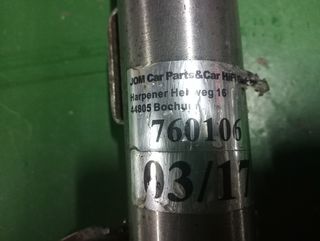 JOM Car Parts&Car HiFi
Harpener Hellweg 16
44805 Bochum
760106
03/17